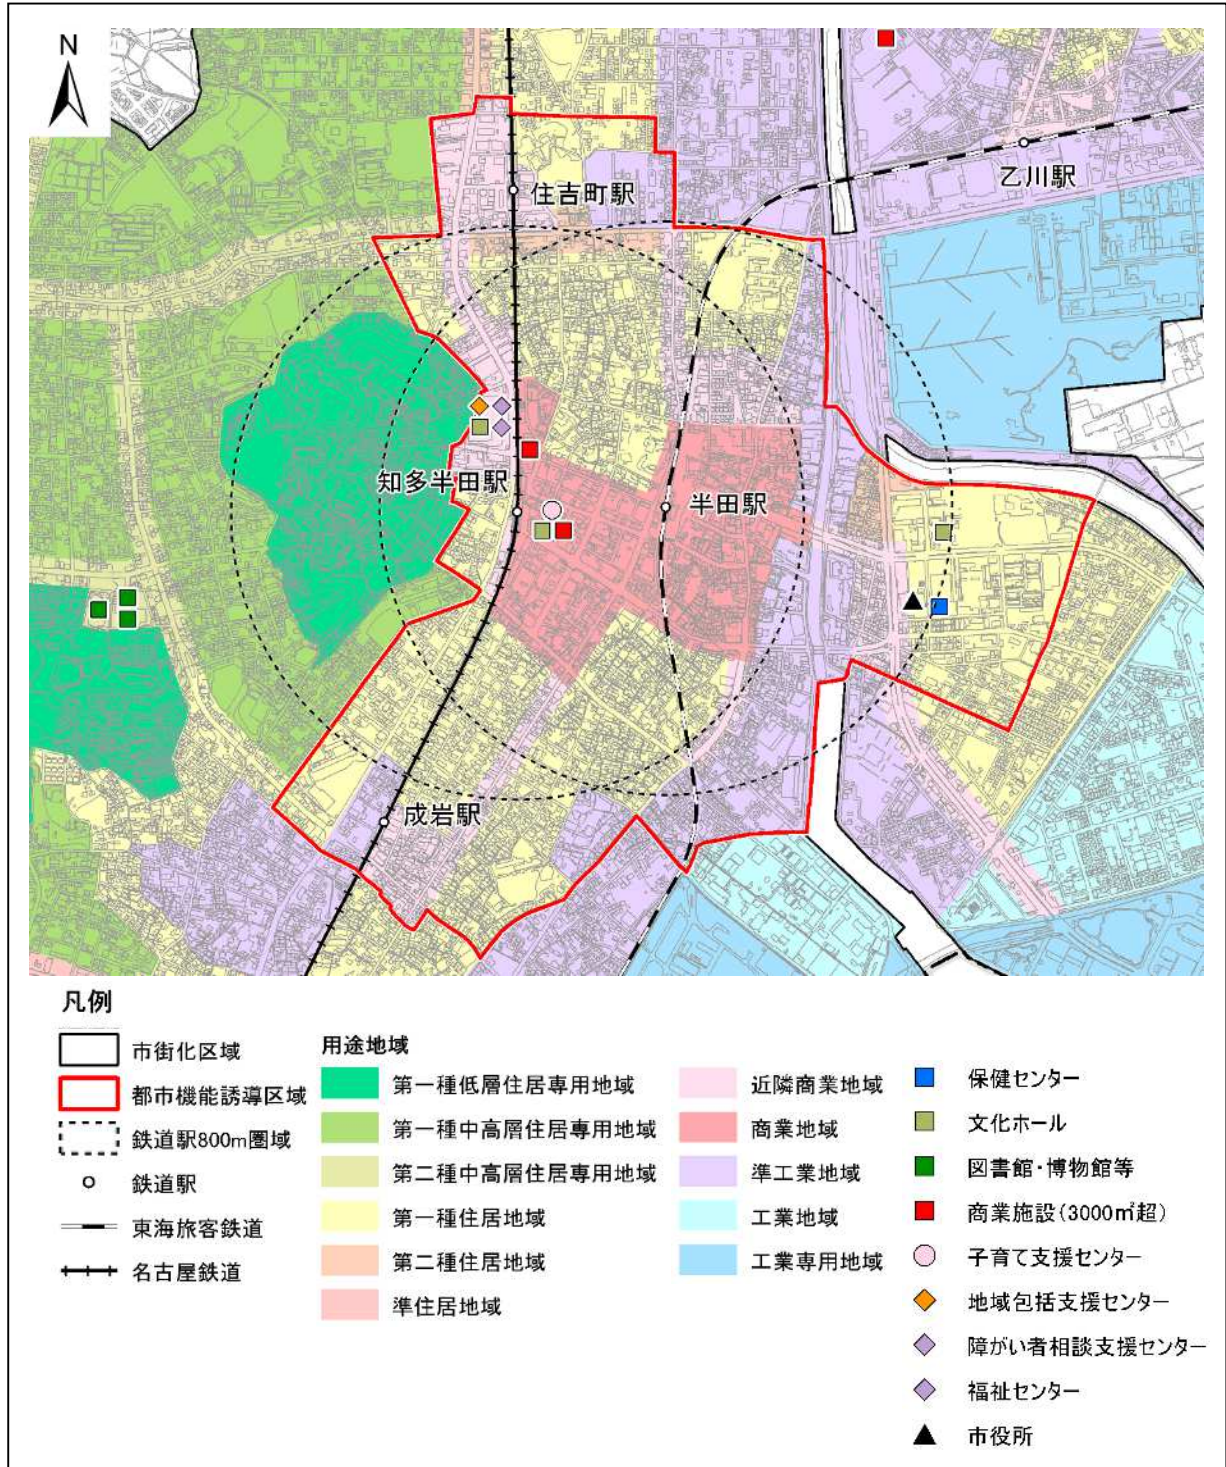 N
乙川駅
住吉町駅
知多半田駅
半田駅
成岩駅
凡例
市街化区域
都市機能誘導区域
鉄道駅800m圏域
鉄道駅
東海旅客鉄道
名古屋鉄道
用途地域
第一種低層住居専用地域
第一種中高層住居専用地域
第二種中高層住居専用地域
第一種住居地域
第二種住居地域
準住居地域
近隣商業地域
商業地域
準工業地域
工業地域
工業専用地域
保健センター
文化ホール
図書館・博物館等
商業施設(3000㎡超)
子育て支援センター
地域包括支援センター
障がい者相談支援センター
福祉センター
市役所